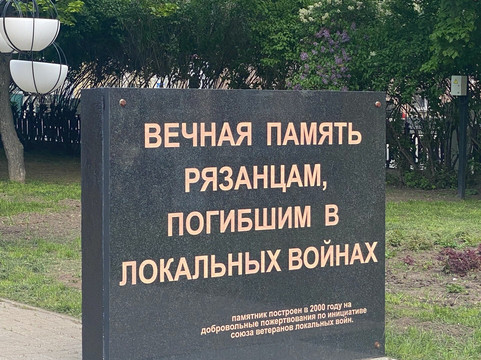 ВЕЧНАЯ ПАМЯТЬ
РЯЗАНЦАМ,
ПОГИБШИМ В
ЛОКАЛЬНЫХ ВОЙНАХ
памятник построен в 2000 году на
добровольные пожертвования по инициативе
союза ветеранов локальных войн.